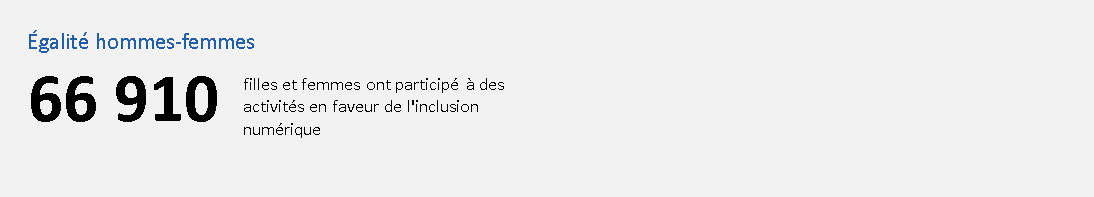 Égalité hommes-femmes
66 910
filles et femmes ont participé à des
activités en faveur de l'inclusion
numérique